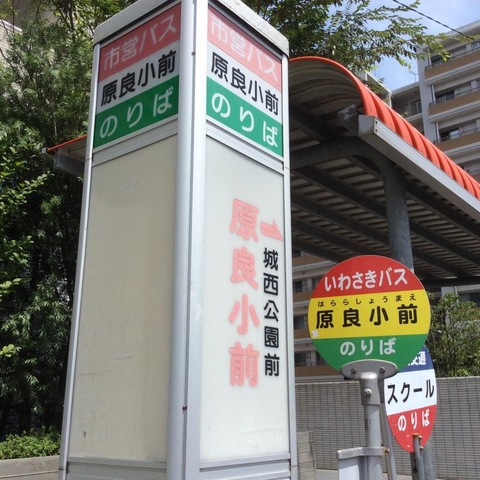 市営バス
原良小前
のりば
市営バス
原良小前
のりば
原良小前
城西公園前
いわさきバス
はららしょうまえ
原良小前
のりば
交通
スクール
のりば